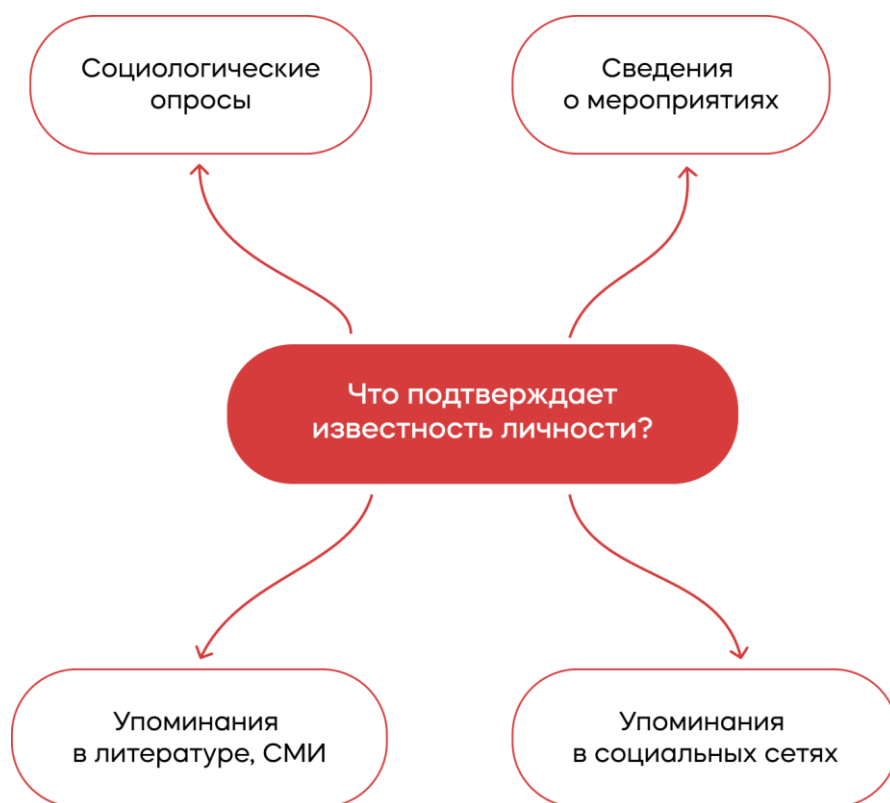 Социологические
опросы
Сведения
о мероприятиях
Что подтверждает
известность личности?
Упоминания
в литературе, СМИ
Упоминания
в социальных сетях